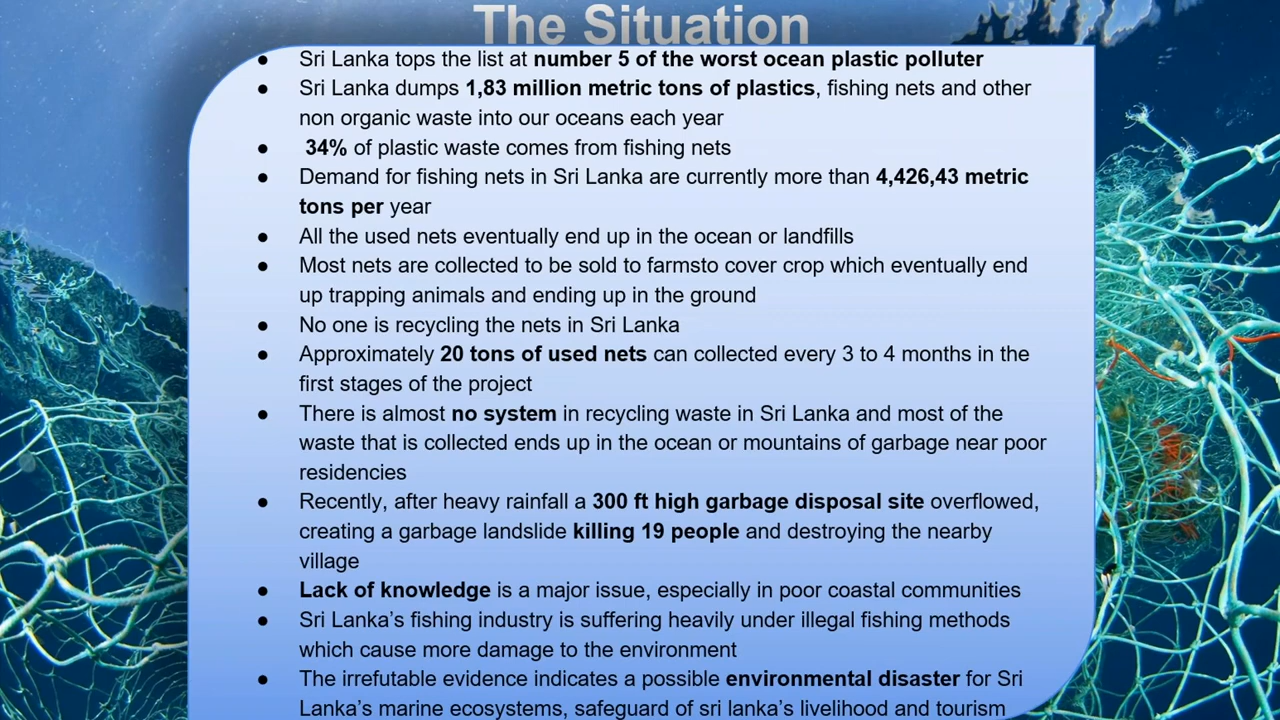 The Situation
● Sri Lanka tops the list at number 5 of the worst ocean plastic polluter
● Sri Lanka dumps 1,83 million metric tons of plastics, fishing nets and other
non organic waste into our oceans each year
● 34% of plastic waste comes from fishing nets
● Demand for fishing nets in Sri Lanka are currently more than 4,426,43 metric
tons per year
● All the used nets eventually end up in the ocean or landfills
● Most nets are collected to be sold to farmsto cover crop which eventually end
up trapping animals and ending up in the ground
● No one is recycling the nets in Sri Lanka
● Approximately 20 tons of used nets can collected every 3 to 4 months in the
first stages of the project
● There is almost no system in recycling waste in Sri Lanka and most of the
waste that is collected ends up in the ocean or mountains of garbage near poor
residencies
● Recently, after heavy rainfall a 300 ft high garbage disposal site overflowed,
creating a garbage landslide killing 19 people and destroying the nearby
village
● Lack of knowledge is a major issue, especially in poor coastal communities
● Sri Lanka’s fishing industry is suffering heavily under illegal fishing methods
which cause more damage to the environment
● The irrefutable evidence indicates a possible environmental disaster for Sri
Lanka’s marine ecosystems, safeguard of sri lanka’s livelihood and tourism